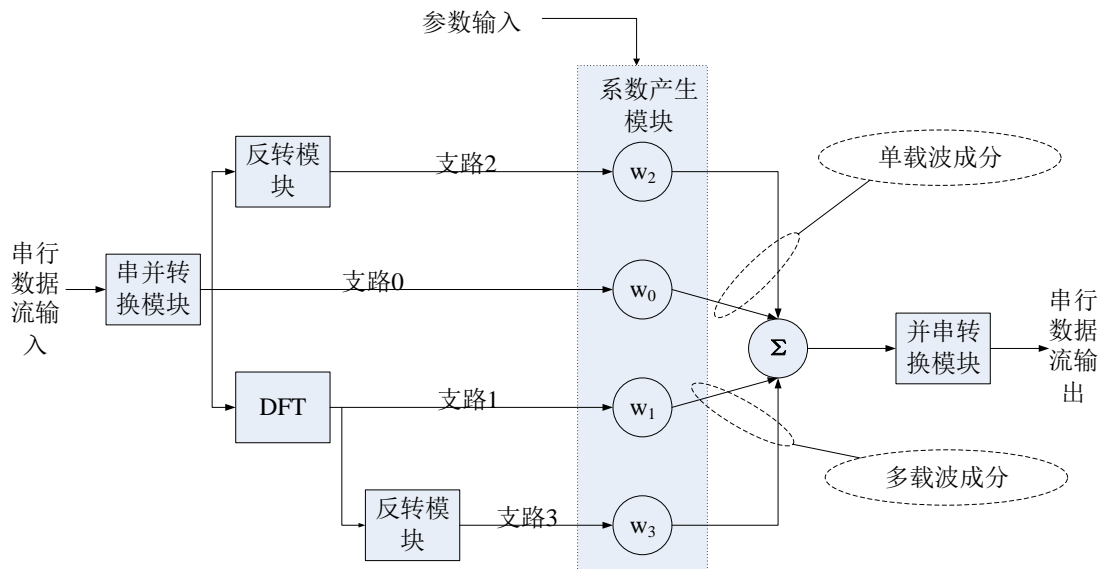 参数输入
系数产生
模块
反转模
块
支路2
w2
单载波成分
串行
数据
流输
入
串并转
换模块
支路0
w0
Σ
并串转
换模块
串行
数据
流输
出
DFT
支路1
w1
多载波成分
反转模
块
支路3
w3